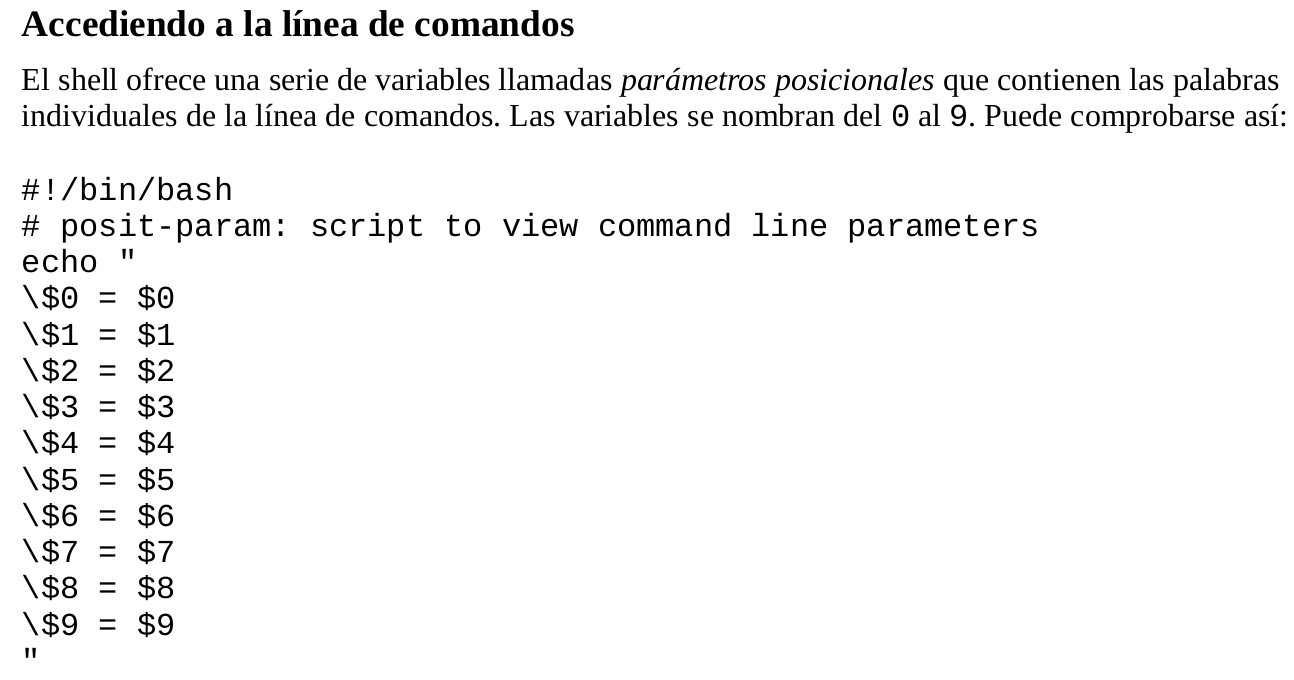 Accediendo a la línea de comandos
El shell ofrece una serie de variables llamadas parámetros posicionales que contienen las palabras
individuales de la línea de comandos. Las variables se nombran del 0 al 9. Puede comprobarse así:
#!/bin/bash
# posit-param: script to view command line parameters
echo "
\$0 = $0
\$1 = $1
\$2 = $2
\$3 = $3
\$4 = $4
\$5 = $5
\$6 = $6
\$7 = $7
\$8 = $8
\$9 = $9
"